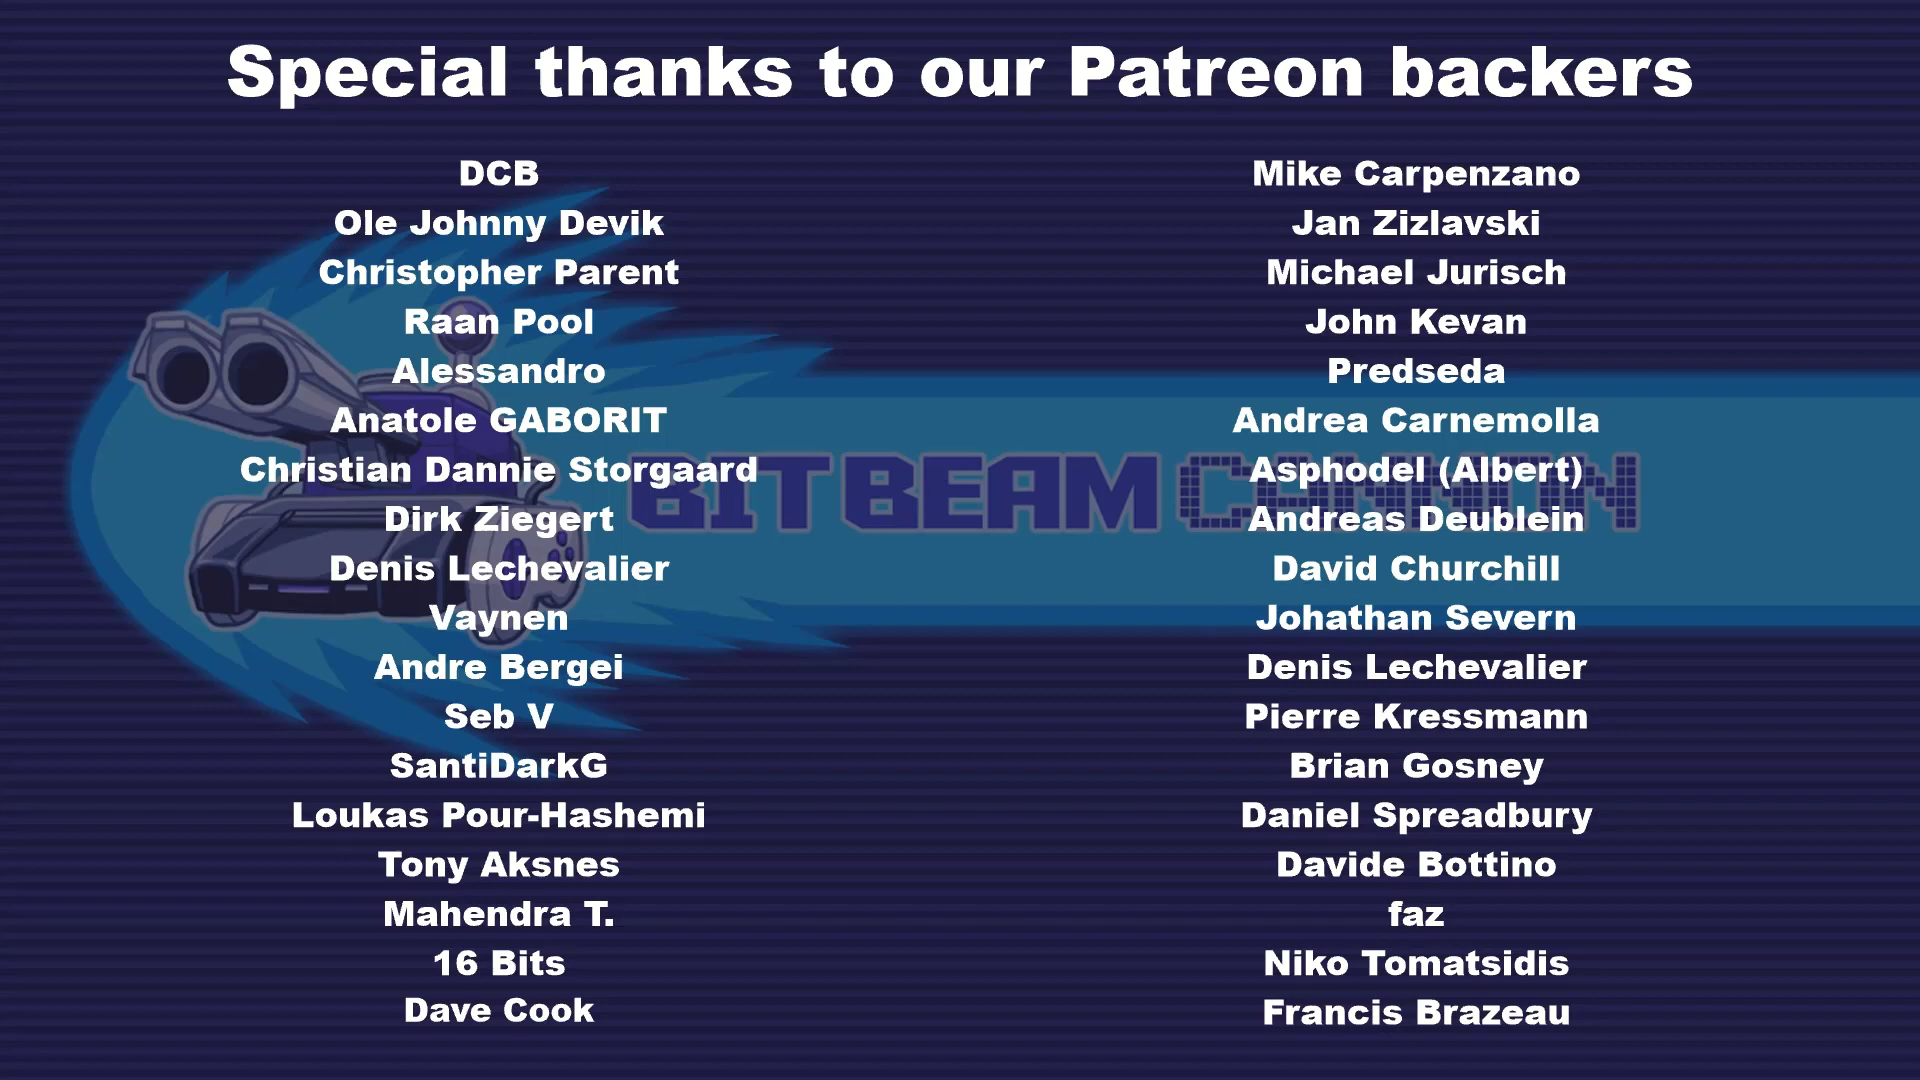 Special thanks to our Patreon backers
DCB
Ole Johnny Devik
Christopher Parent
Raan Pool
Alessandro
Anatole GABORIT
Christian Dannie Storgaard
Dirk Ziegert
Denis Lechevalier
Vaynen
Andre Bergei
Seb V
SantiDarkG
Loukas Pour-Hashemi
Tony Aksnes
Mahendra T.
16 Bits
Dave Cook
Mike Carpenzano
Jan Zizlavski
Michael Jurisch
John Kevan
Predseda
Andrea Carnemolla
Asphodel (Albert)
Andreas Deublein
David Churchill
Johathan Severn
Denis Lechevalier
Pierre Kressmann
Brian Gosney
Daniel Spreadbury
Davide Bottino
faz
Niko Tomatsidis
Francis Brazeau
BIT BEAM CANNON